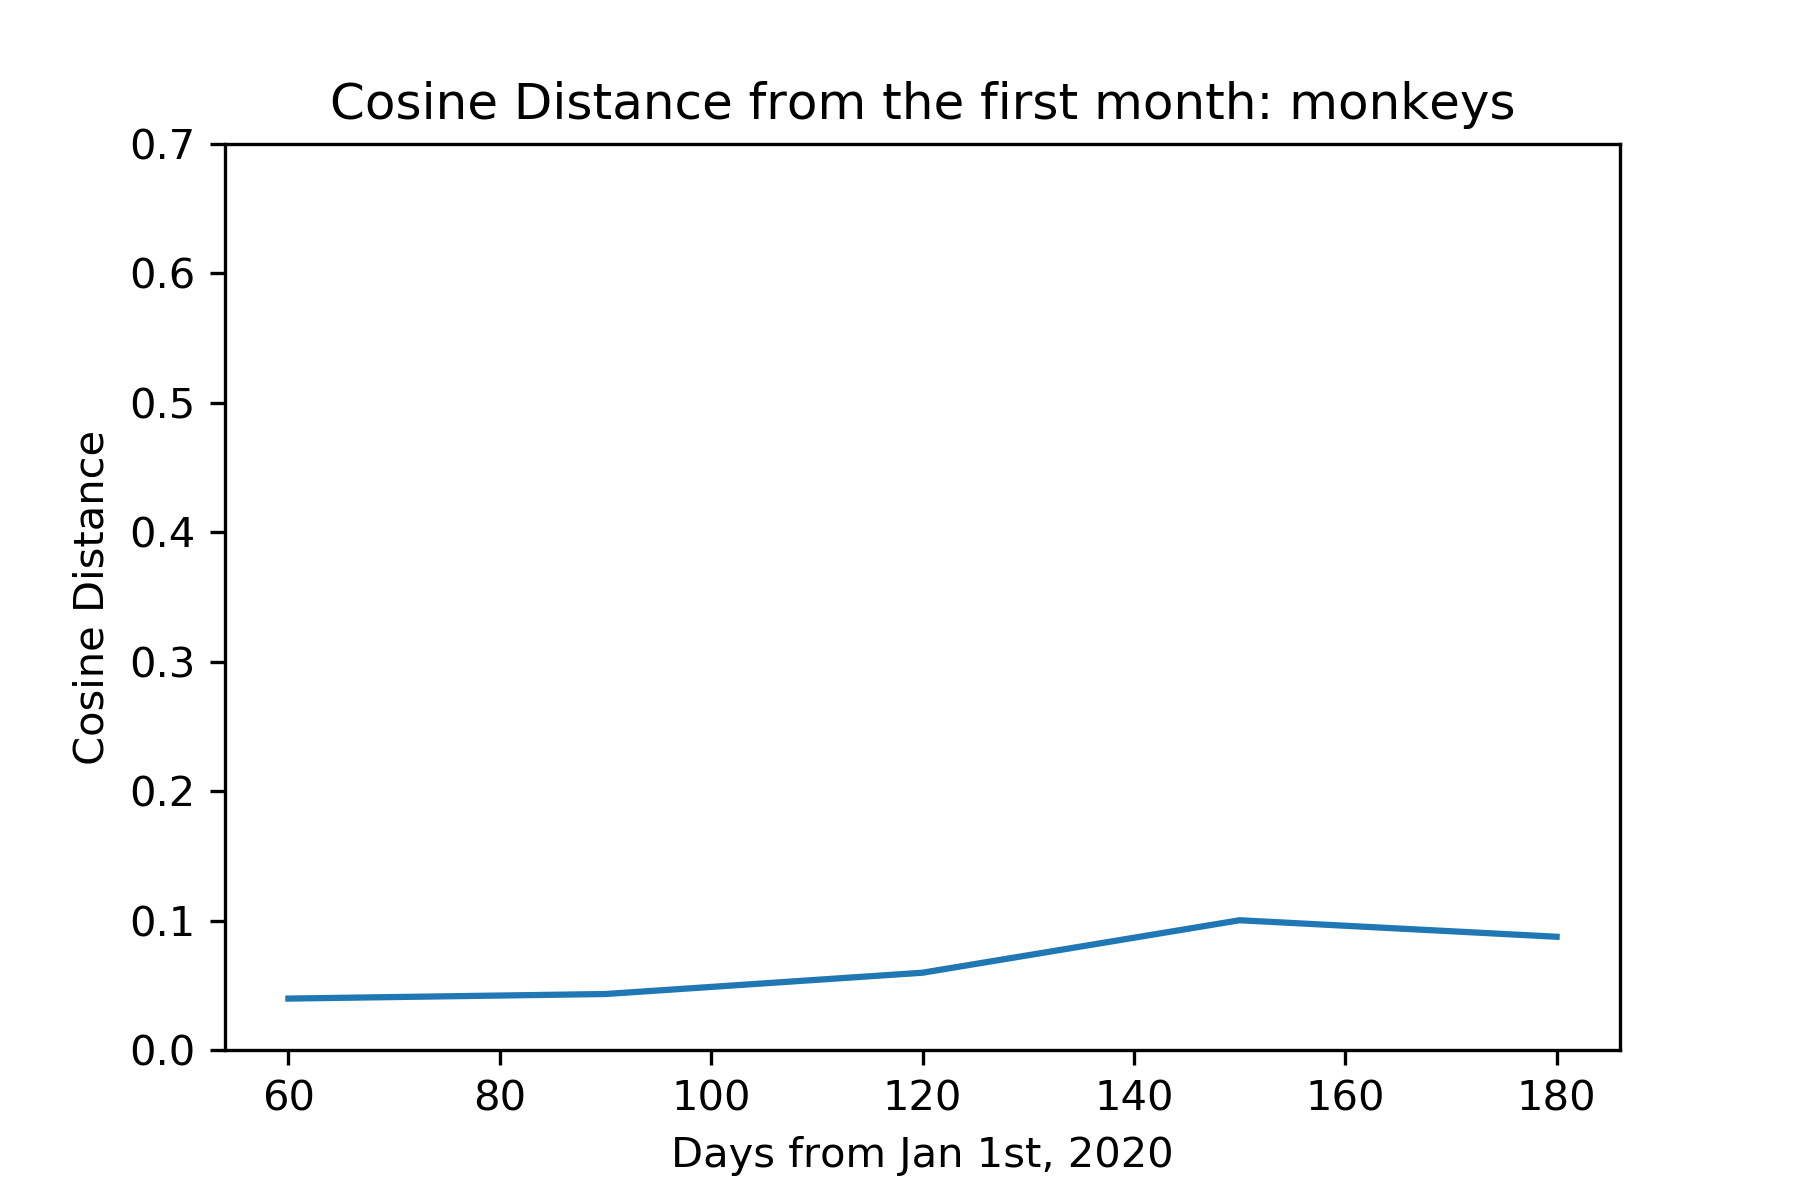 Cosine Distance from the first month: monkeys
0.7
0.6
0.5
0.4
0.3
0.2
0.1
0.0
Cosine Distance
60 80 100 120 140 160 180
Days from Jan 1st, 2020